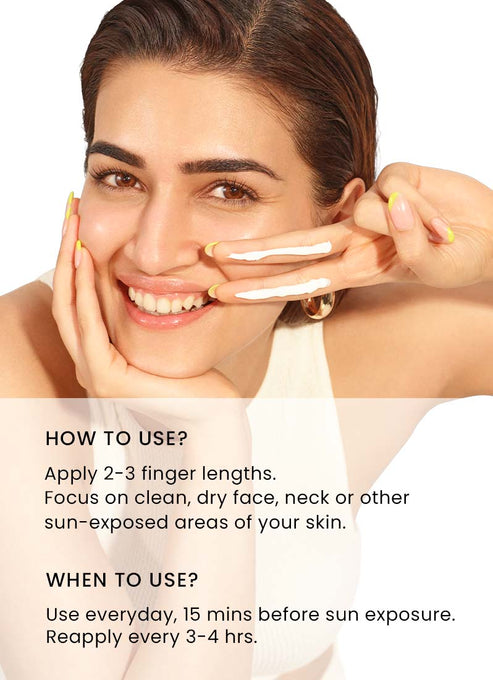 HOW TO USE?
Apply 2-3 finger lengths.
Focus on clean, dry face, neck or other
sun-exposed areas of your skin.
WHEN TO USE?
Use everyday, 15 mins before sun exposure.
Reapply every 3-4 hrs.